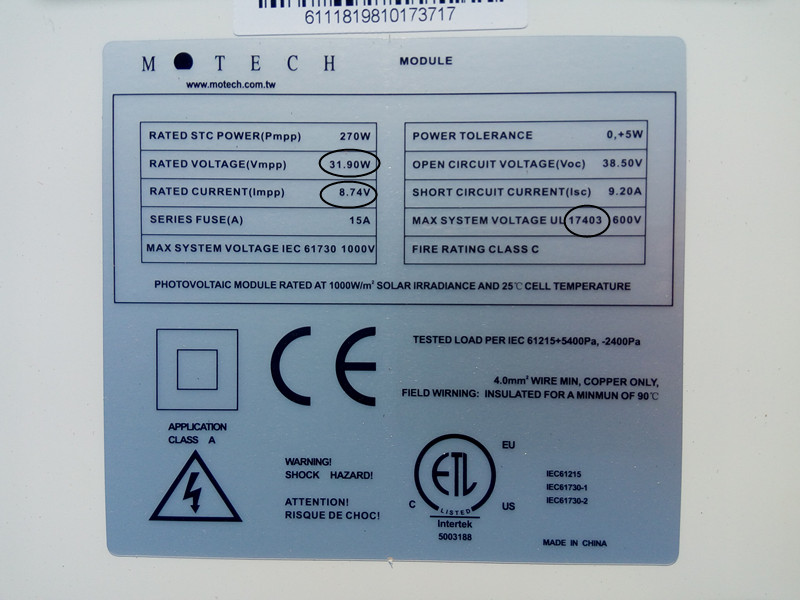 6111819810173717
MOTECH MODULE
www.motech.com.tw
RATED STC POWER(Pmpp) 270W
RATED VOLTAGE(Vmpp) 31.90W
RATED CURRENT(Impp) 8.74V
SERIES FUSE(A) 15A
MAX SYSTEM VOLTAGE IEC 61730 1000V
POWER TOLERANCE 0,+5W
OPEN CIRCUIT VOLTAGE(Voc) 38.50V
SHORT CIRCUIT CURRENT(Isc) 9.20A
MAX SYSTEM VOLTAGE UL 17403 600V
FIRE RATING CLASS C
PHOTOVOLTAIC MODULE RATED AT 1000W/m² SOLAR IRRADIANCE AND 25℃ CELL TEMPERATURE
TESTED LOAD PER IEC 61215+5400Pa, -2400Pa
4.0mm² WIRE MIN, COPPER ONLY,
FIELD WIRNING: INSULATED FOR A MINMUN OF 90℃
CE
APPLICATION
CLASS A
WARNING!
SHOCK HAZARD!
ATTENTION!
RISQUE DE CHOC!
EU
ETL
LISTED
C US
Intertek
5003188
IEC61215
IEC61730-1
IEC61730-2
MADE IN CHINA